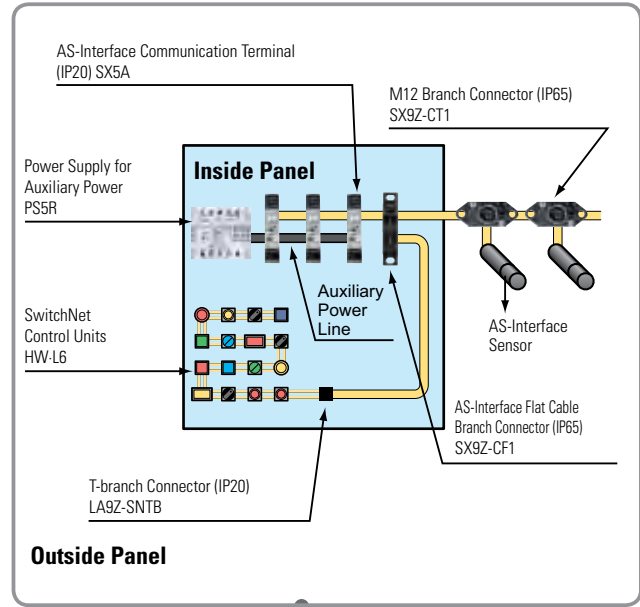 AS-Interface Communication Terminal
(IP20) SX5A
M12 Branch Connector (IP65)
SX9Z-CT1
Inside Panel
Power Supply for
Auxiliary Power
PS5R
Auxiliary
Power
Line
SwitchNet
Control Units
HW-L6
AS-Interface
Sensor
AS-Interface Flat Cable
Branch Connector (IP65)
SX9Z-CF1
T-branch Connector (IP20)
LA9Z-SNTB
Outside Panel